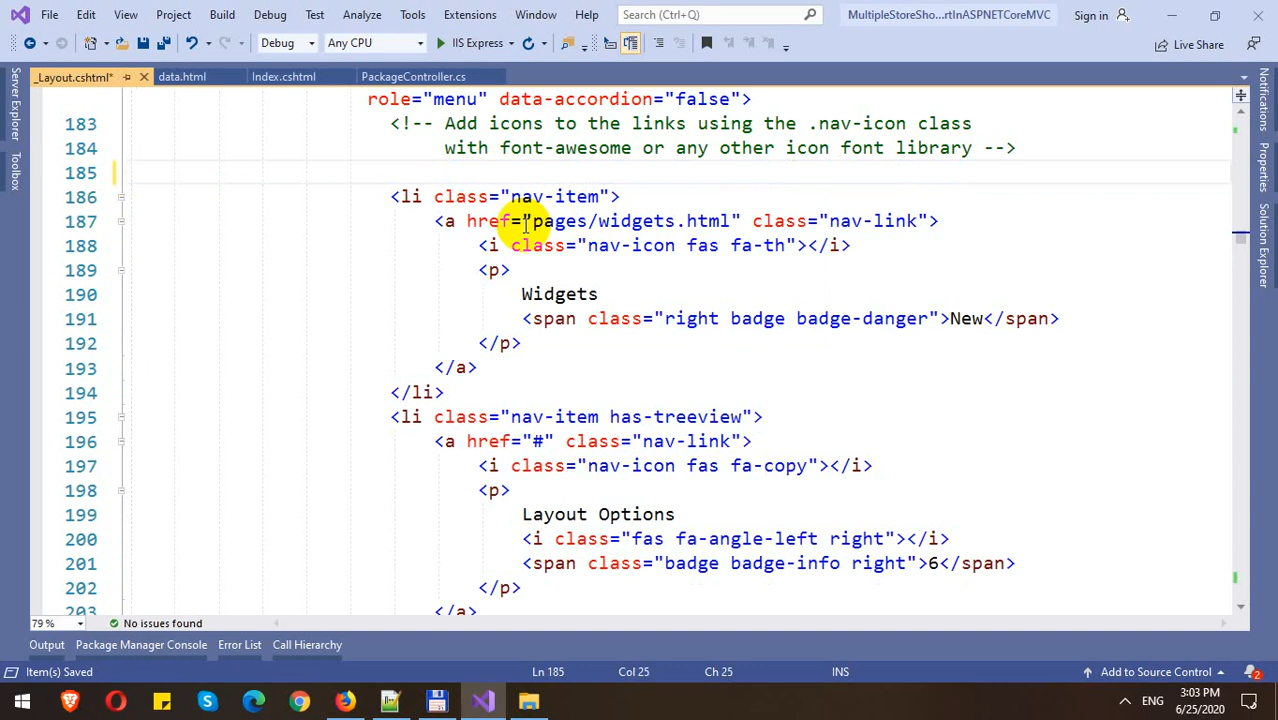 File Edit View Project Build Debug Test Analyze Tools Extensions Window Help Search (Ctrl+Q) MultipleStoreSho...rtInASPNETCoreMVC Sign in
Debug Any CPU IIS Express Live Share
_Layout.cshtml* data.html Index.cshtml PackageController.cs
Server Explorer
Toolbox
Notifications
Properties
Solution Explorer
role="menu" data-accordion="false">
183 <!-- Add icons to the links using the .nav-icon class
184 with font-awesome or any other icon font library -->
185
186 <li class="nav-item">
187 <a href="pages/widgets.html" class="nav-link">
188 <i class="nav-icon fas fa-th"></i>
189 <p>
190 Widgets
191 <span class="right badge badge-danger">New</span>
192 </p>
193 </a>
194 </li>
195 <li class="nav-item has-treeview">
196 <a href="#" class="nav-link">
197 <i class="nav-icon fas fa-copy"></i>
198 <p>
199 Layout Options
200 <i class="fas fa-angle-left right"></i>
201 <span class="badge badge-info right">6</span>
202 </p>
203 </a>
79 % No issues found
Output Package Manager Console Error List Call Hierarchy
Item(s) Saved Ln 185 Col 25 Ch 25 INS Add to Source Control 2
ENG 3:03 PM
6/25/2020